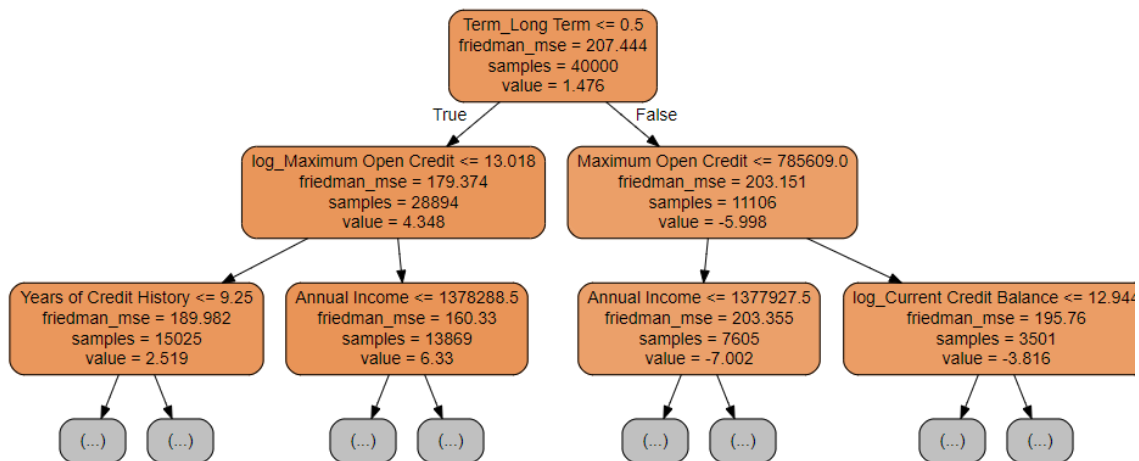 Term_Long Term <= 0.5
friedman_mse = 207.444
samples = 40000
value = 1.476
True
False
log_Maximum Open Credit <= 13.018
friedman_mse = 179.374
samples = 28894
value = 4.348
Maximum Open Credit <= 785609.0
friedman_mse = 203.151
samples = 11106
value = -5.998
Years of Credit History <= 9.25
friedman_mse = 189.982
samples = 15025
value = 2.519
Annual Income <= 1378288.5
friedman_mse = 160.33
samples = 13869
value = 6.33
Annual Income <= 1377927.5
friedman_mse = 203.355
samples = 7605
value = -7.002
log_Current Credit Balance <= 12.944
friedman_mse = 195.76
samples = 3501
value = -3.816
(...)
(...)
(...)
(...)
(...)
(...)
(...)
(...)